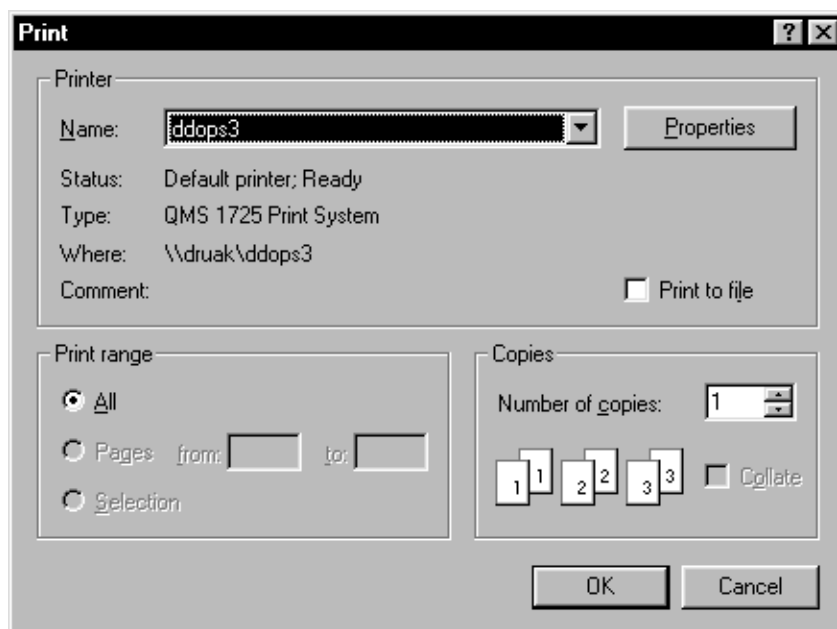 Print
Printer
Name: ddops3 Properties
Status: Default printer; Ready
Type: QMS 1725 Print System
Where: \\druak\ddops3
Comment: Print to file
Print range
All
Pages from: to:
Selection
Copies
Number of copies: 1
1 1 2 2 3 3 Collate
OK Cancel